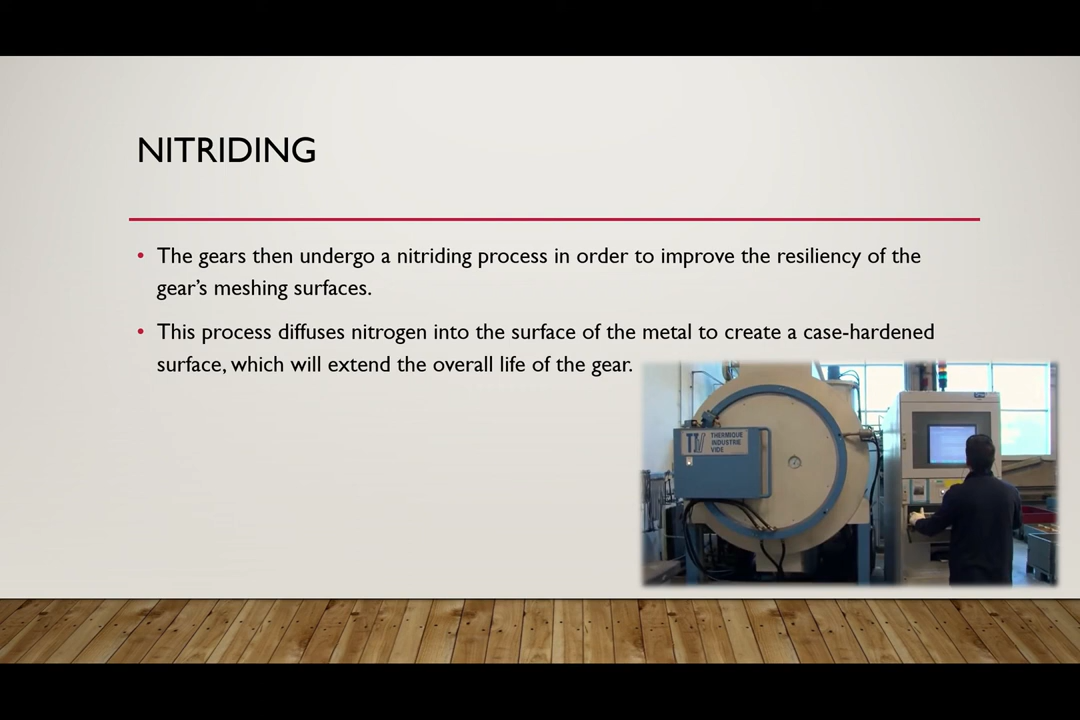 NITRIDING
• The gears then undergo a nitriding process in order to improve the resiliency of the
gear’s meshing surfaces.
• This process diffuses nitrogen into the surface of the metal to create a case-hardened
surface, which will extend the overall life of the gear.
THERMIQUE
INDUSTRIE
VIDE